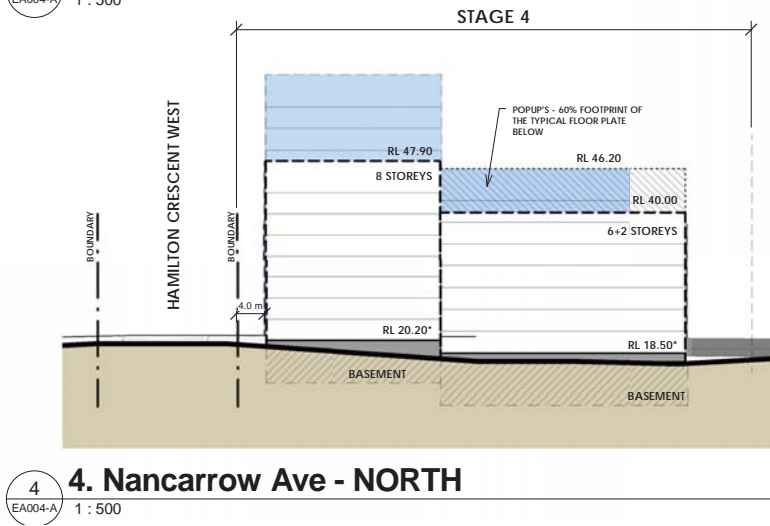 EA004-A
1 : 500
STAGE 4
HAMILTON CRESCENT WEST
BOUNDARY
BOUNDARY
4.0 m
RL 47.90
8 STOREYS
POPUP'S - 60% FOOTPRINT OF
THE TYPICAL FLOOR PLATE
BELOW
RL 46.20
RL 40.00
6+2 STOREYS
RL 20.20*
RL 18.50*
BASEMENT
BASEMENT
4
EA004-A
4. Nancarrow Ave - NORTH
1 : 500